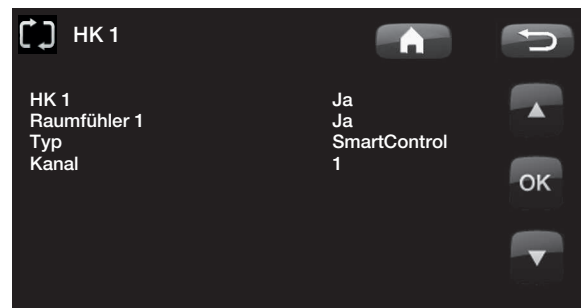 HK 1
HK 1 Ja
Raumfühler 1 Ja
Typ SmartControl
Kanal 1
OK